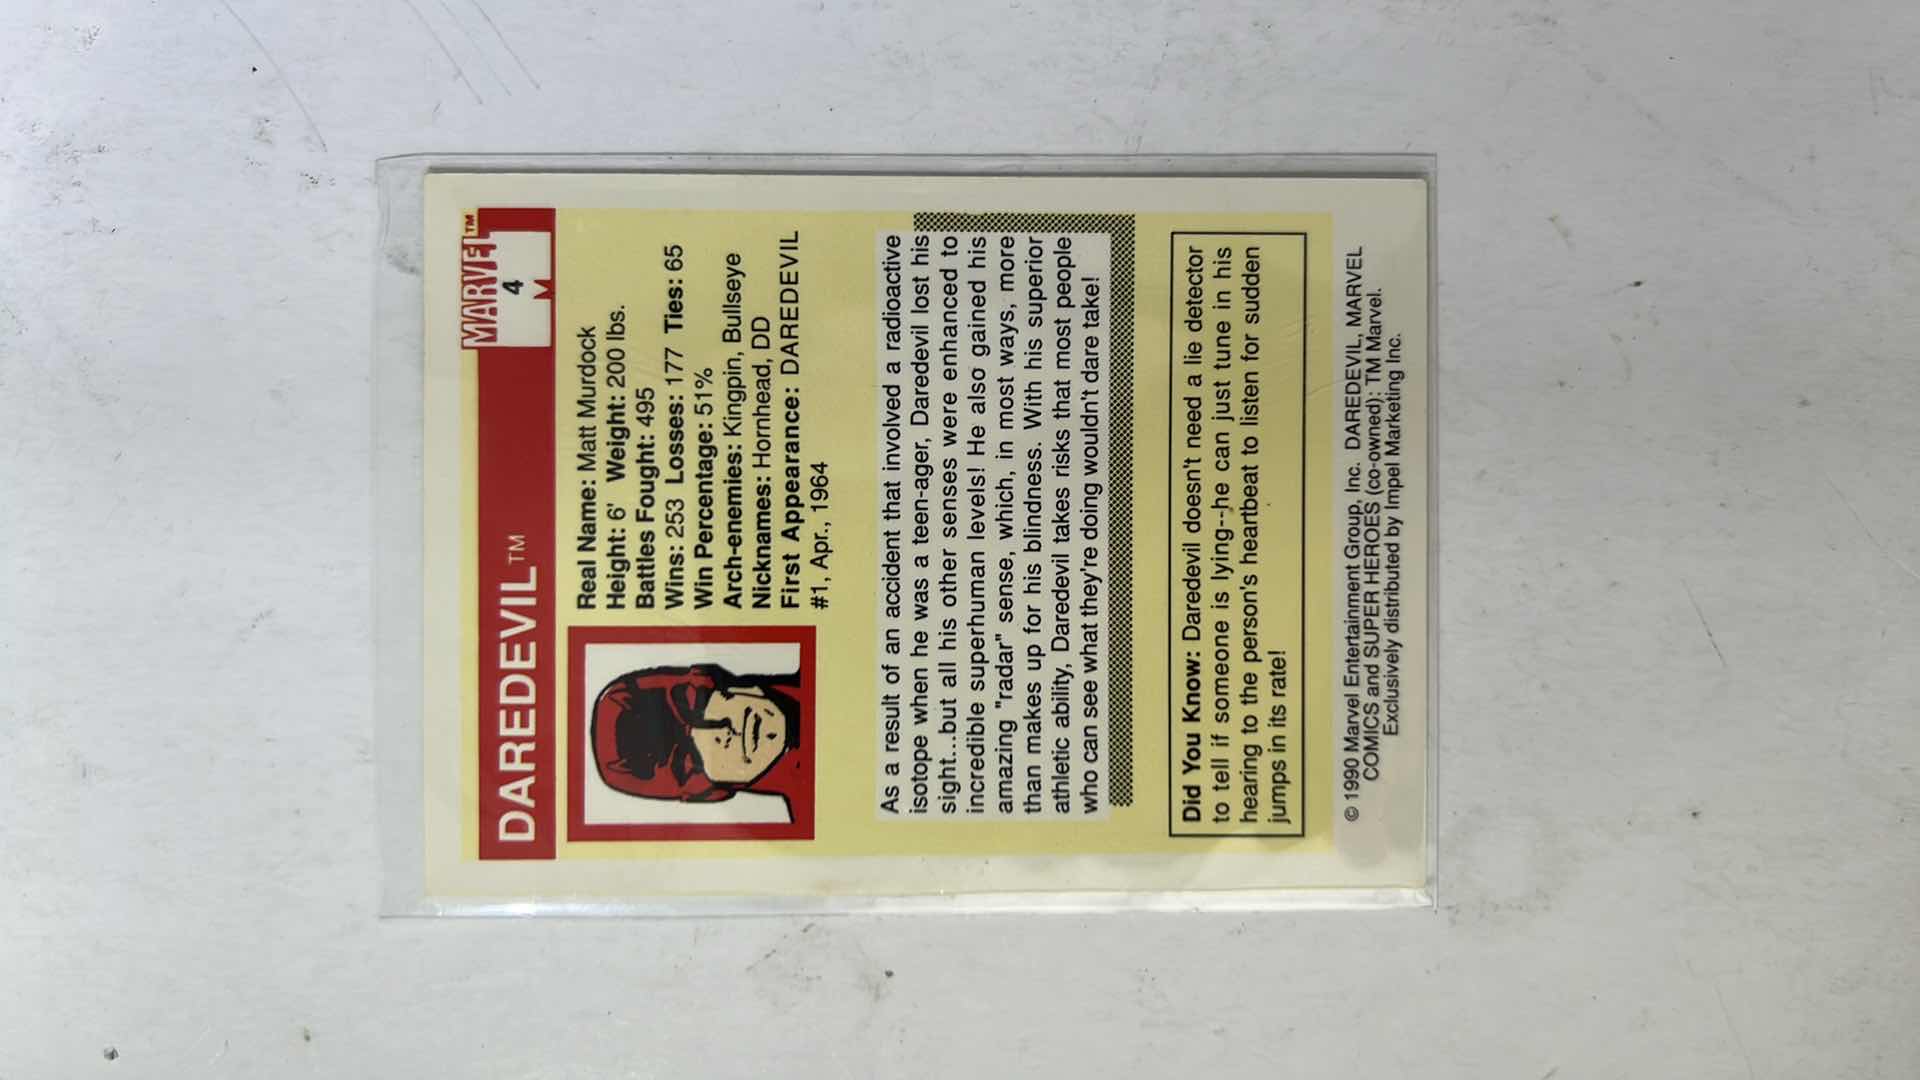 MARVEL™
4
M
DAREDEVIL™
Real Name: Matt Murdock
Height: 6' Weight: 200 lbs.
Battles Fought: 495
Wins: 253 Losses: 177 Ties: 65
Win Percentage: 51%
Arch-enemies: Kingpin, Bullseye
Nicknames: Hornhead, DD
First Appearance: DAREDEVIL
#1, Apr., 1964
As a result of an accident that involved a radioactive
isotope when he was a teen-ager, Daredevil lost his
sight...but all his other senses were enhanced to
incredible superhuman levels! He also gained his
amazing "radar" sense, which, in most ways, more
than makes up for his blindness. With his superior
athletic ability, Daredevil takes risks that most people
who can see what they're doing wouldn't dare take!
Did You Know: Daredevil doesn't need a lie detector
to tell if someone is lying--he can just tune in his
hearing to the person's heartbeat to listen for sudden
jumps in its rate!
© 1990 Marvel Entertainment Group, Inc. DAREDEVIL, MARVEL
COMICS and SUPER HEROES (co-owned): TM Marvel.
Exclusively distributed by Impel Marketing Inc.